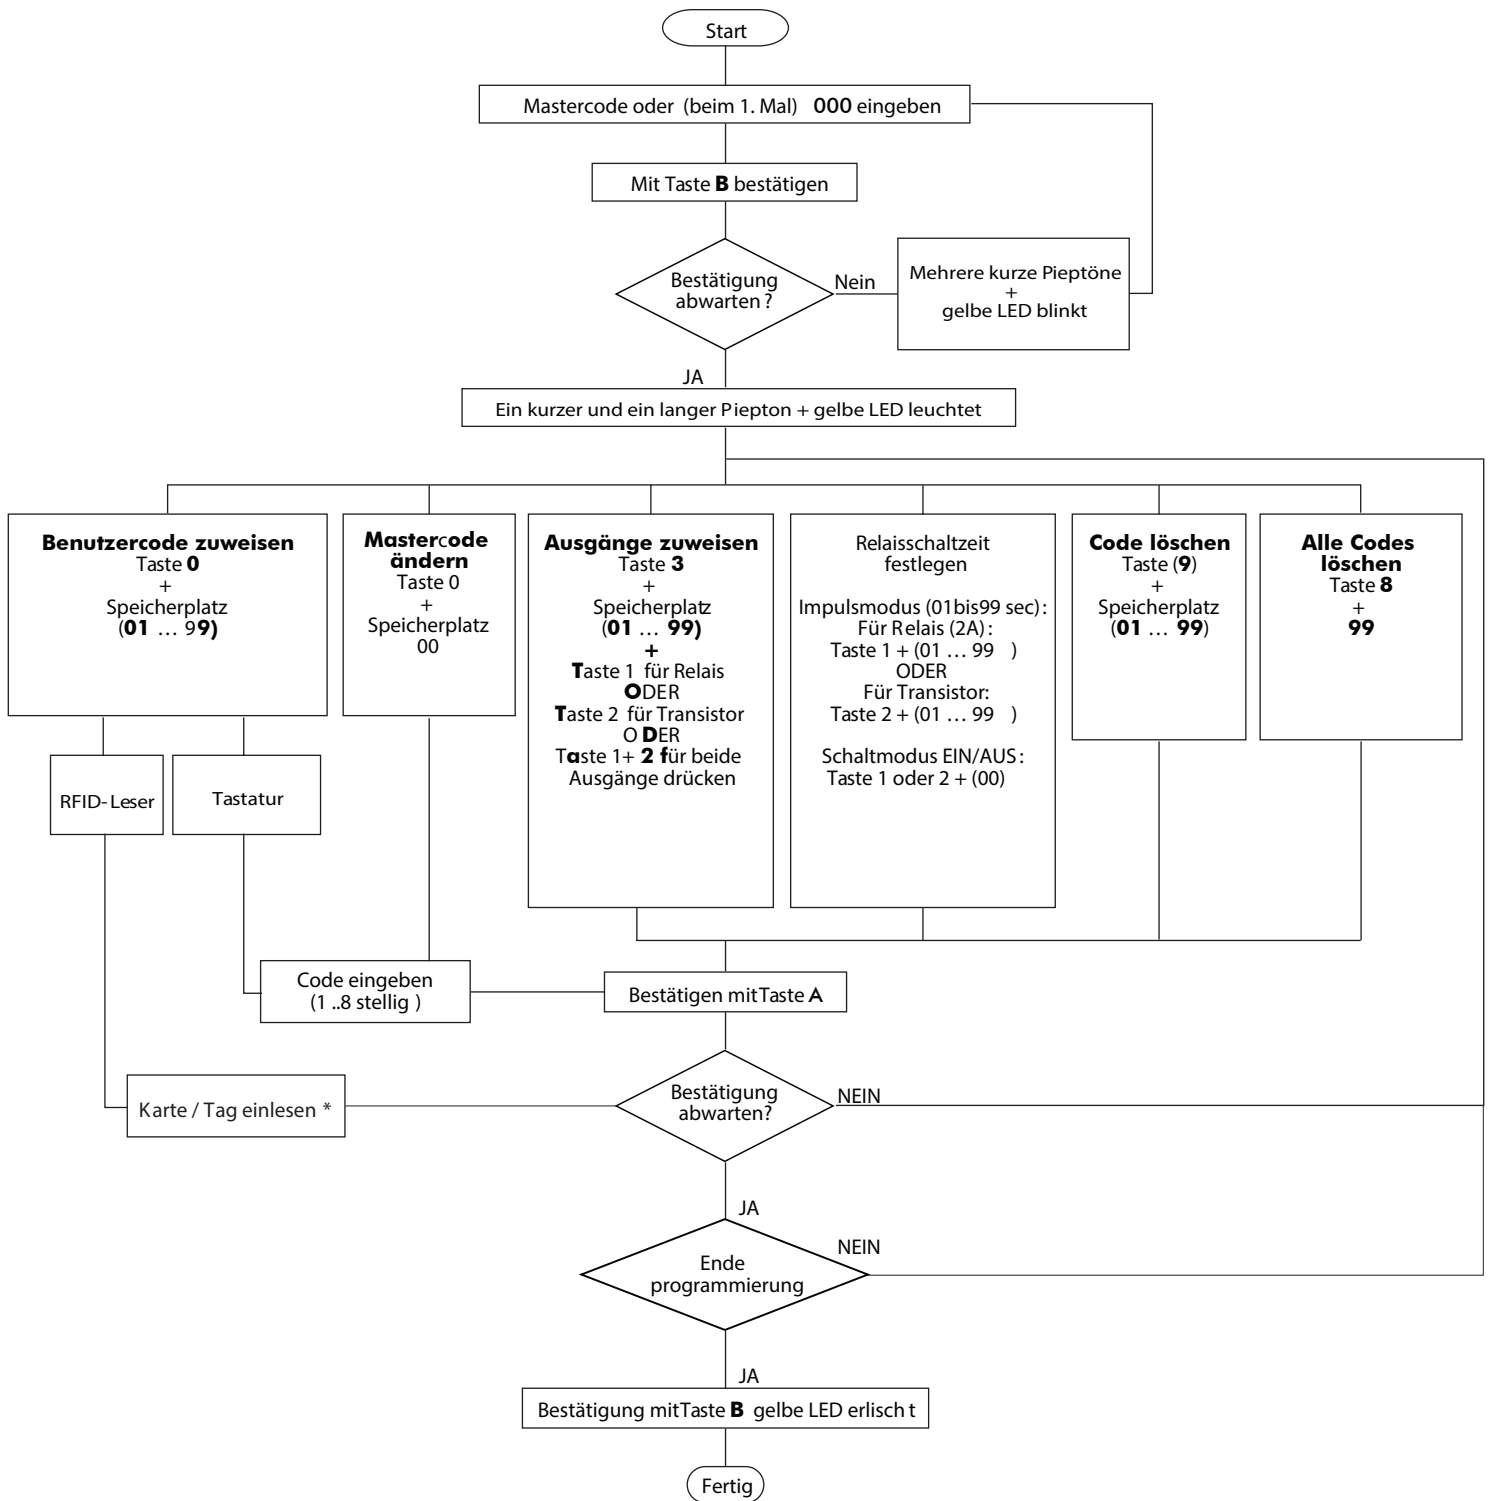 Start
Mastercode oder (beim 1. Mal) 000 eingeben
Mit Taste B bestätigen
Bestätigung
abwarten ?
Nein
Mehrere kurze Pieptöne
+
gelbe LED blinkt
JA
Ein kurzer und ein langer Piepton + gelbe LED leuchtet
Benutzercode zuweisen
Taste 0
+
Speicherplatz
(01 ... 99)
Mastercode
ändern
Taste 0
+
Speicherplatz
00
Ausgänge zuweisen
Taste 3
+
Speicherplatz
(01 ... 99)
+
Taste 1 für Relais
ODER
Taste 2 für Transistor
O DER
Taste 1+ 2 für beide
Ausgänge drücken
Relaisschaltzeit
festlegen
Impulsmodus (01bis99 sec):
Für Relais (2A):
Taste 1 + (01 ... 99 )
ODER
Für Transistor:
Taste 2 + (01 ... 99 )
Schaltmodus EIN/AUS:
Taste 1 oder 2 + (00)
Code löschen
Taste (9)
+
Speicherplatz
(01 ... 99)
Alle Codes
löschen
Taste 8
+
99
RFID-Leser
Tastatur
Code eingeben
(1 ..8 stellig )
Bestätigen mitTaste A
Karte / Tag einlesen *
Bestätigung
abwarten?
NEIN
JA
Ende
programmierung
NEIN
JA
Bestätigung mitTaste B gelbe LED erlisch t
Fertig